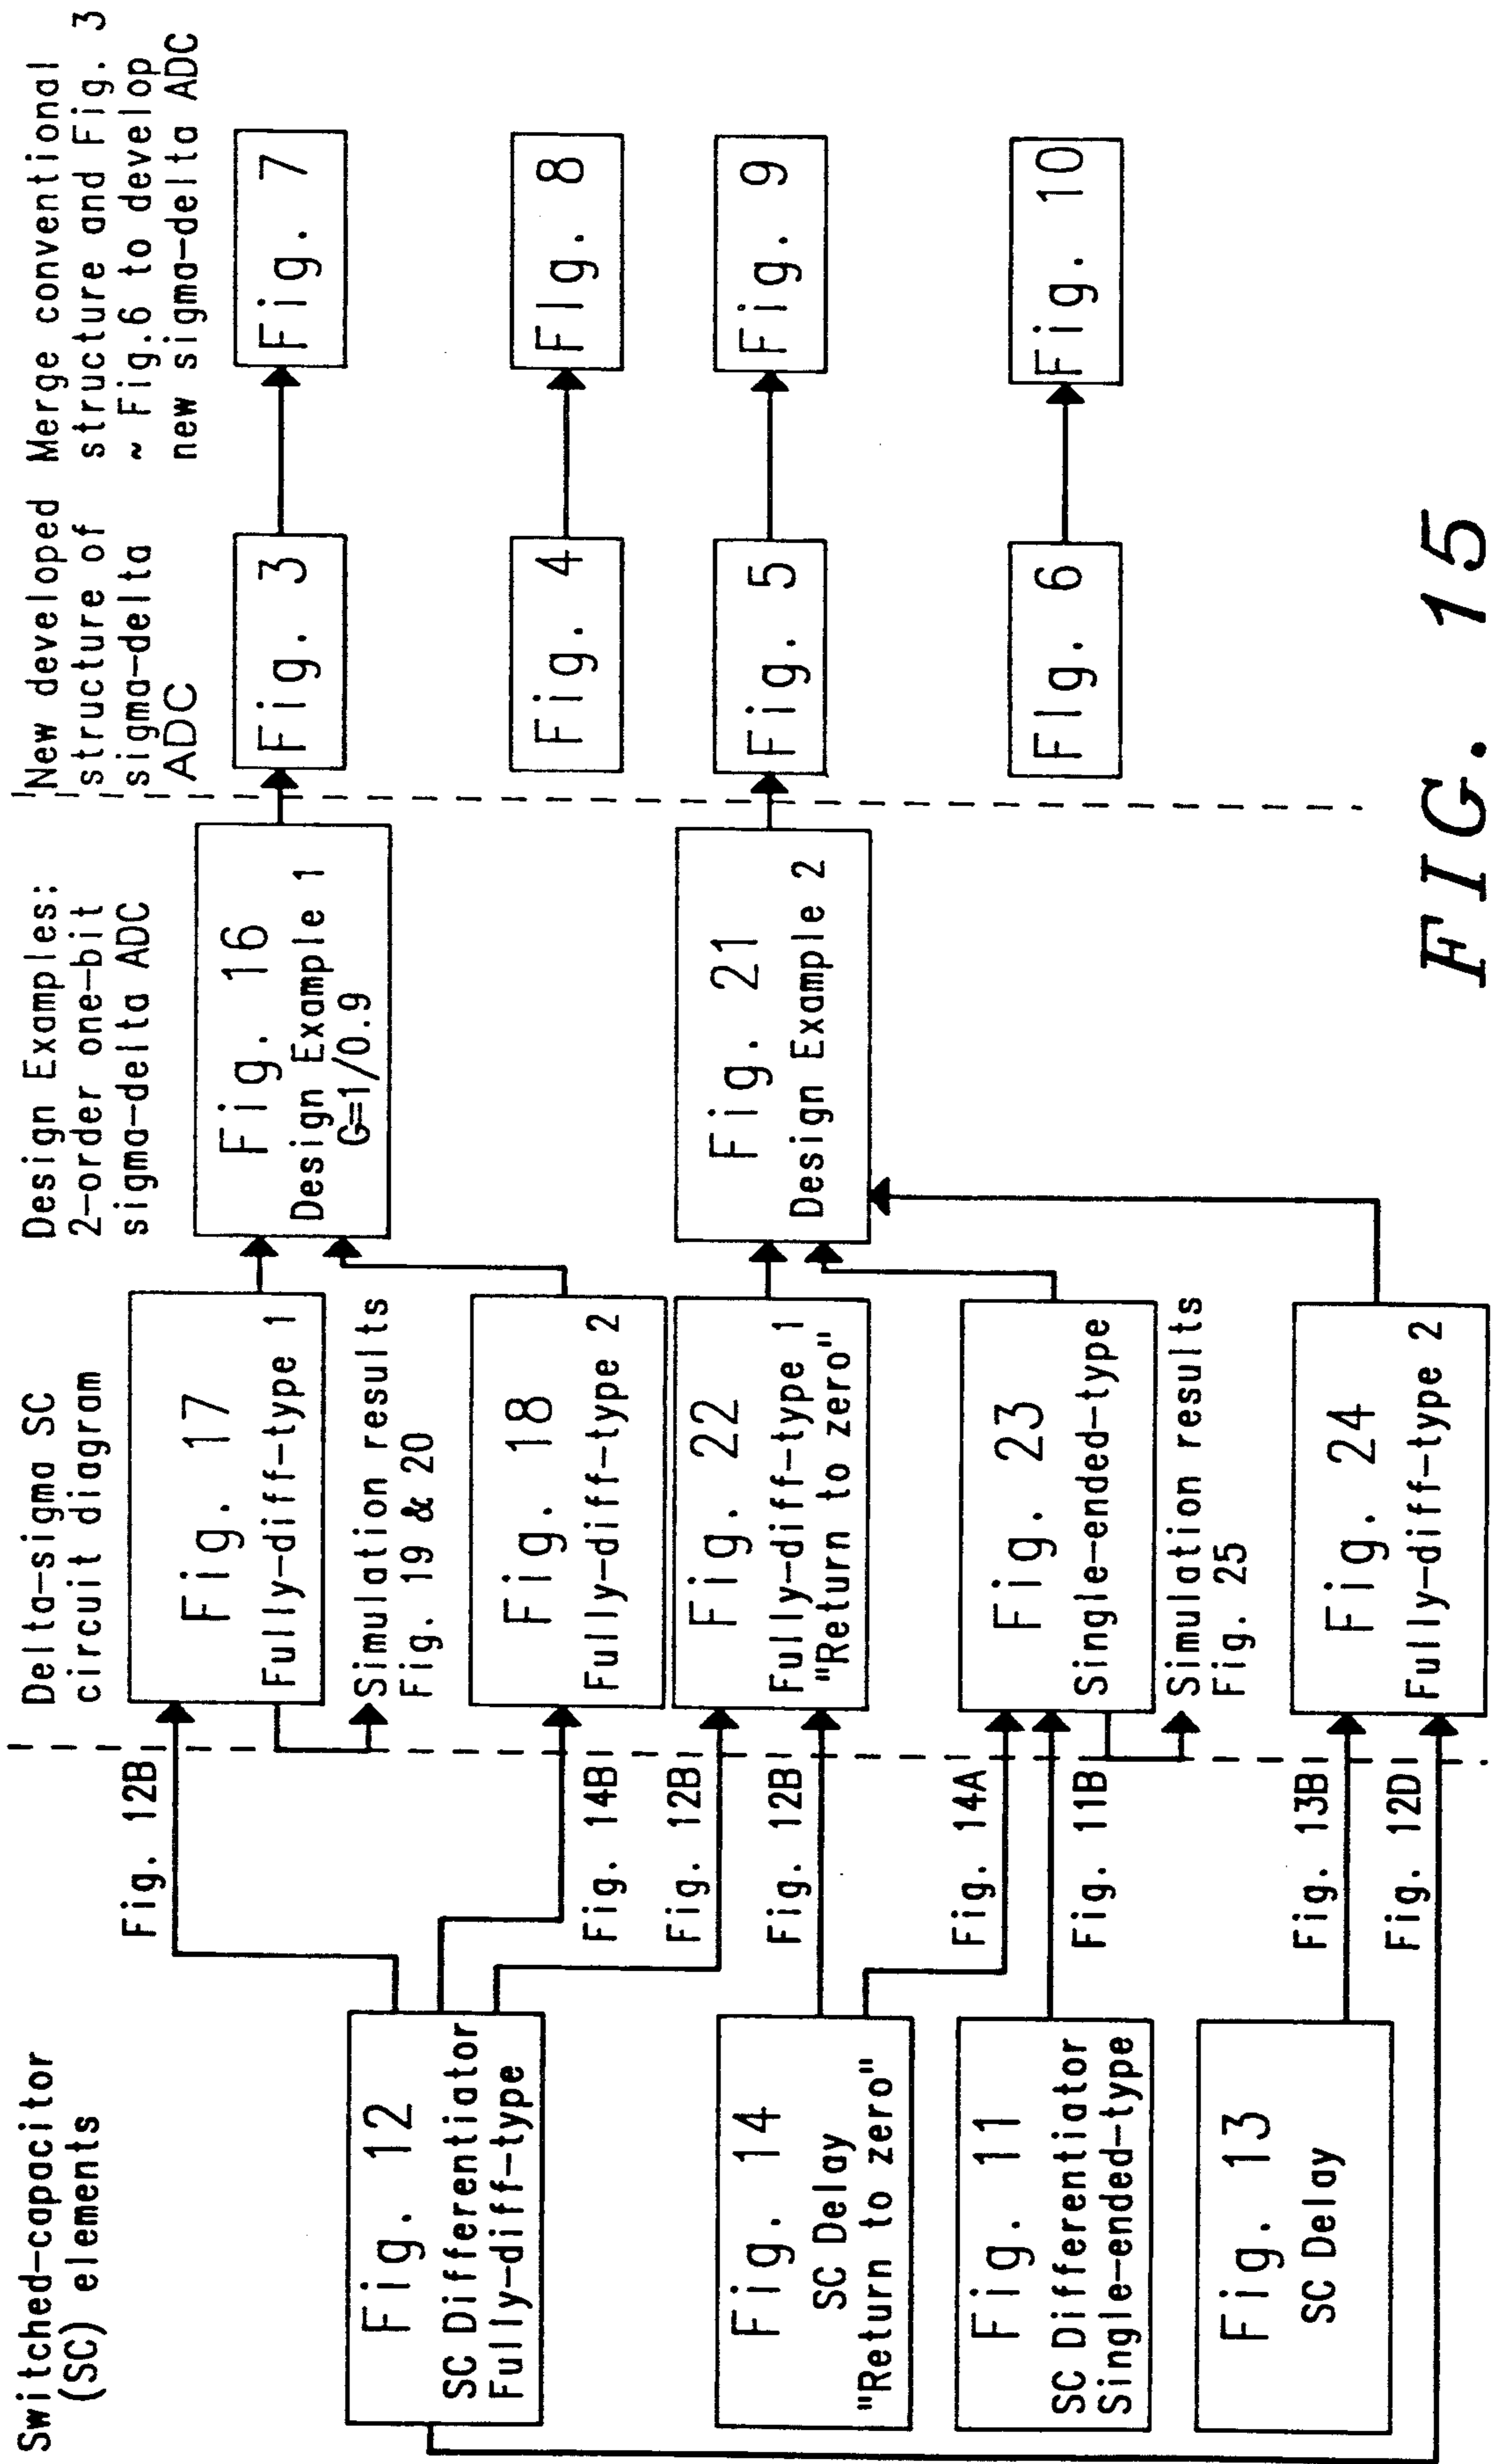 Switched-capacitor
(SC) elements
Fig. 12
SC Differentiator
Fully-diff-type
Fig. 14
SC Delay
"Return to zero"
Fig. 11
SC Differentiator
Single-ended-type
Fig. 13
SC Delay
Fig. 12B
Fig. 14B
Fig. 12B
Fig. 12B
Fig. 14A
Fig. 11B
Fig. 13B
Fig. 12D
Delta-sigma SC
circuit diagram
Fig. 17
Fully-diff-type 1
Simulation results
Fig. 19 & 20
Fig. 18
Fully-diff-type 2
Fig. 22
Fully-diff-type 1
"Return to zero"
Fig. 23
Single-ended-type
Simulation results
Fig. 25
Fig. 24
Fully-diff-type 2
Design Examples:
2-order one-bit
sigma-delta ADC
Fig. 16
Design Example 1
G=1/0.9
Fig. 21
Design Example 2
New developed
structure of
sigma-delta
ADC
Fig. 3
Fig. 4
Fig. 5
FIg. 6
Merge conventional
structure and Fig. 3
~ Fig.6 to develop
new sigma-delta ADC
Fig. 7
FIg. 8
Fig. 9
Fig. 10
FIG. 15